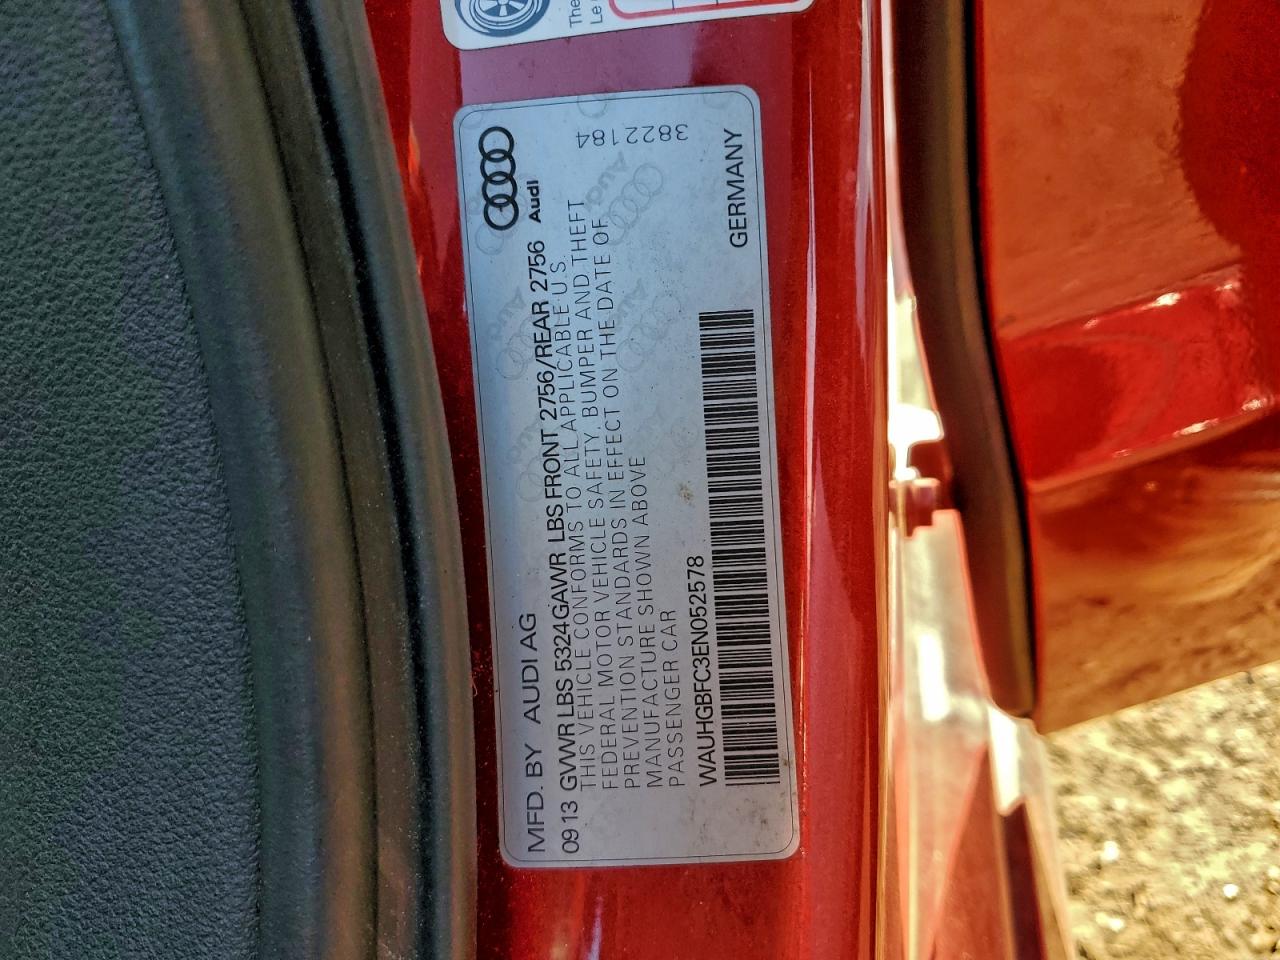 The
Le
Audi
3822184
MFD. BY AUDI AG
09 13 GVWR LBS 5324 GAWR LBS FRONT 2756/REAR 2756
THIS VEHICLE CONFORMS TO ALL APPLICABLE U.S.
FEDERAL MOTOR VEHICLE SAFETY, BUMPER AND THEFT
PREVENTION STANDARDS IN EFFECT ON THE DATE OF
MANUFACTURE SHOWN ABOVE
PASSENGER CAR
WAUHGBFC3EN052578
GERMANY